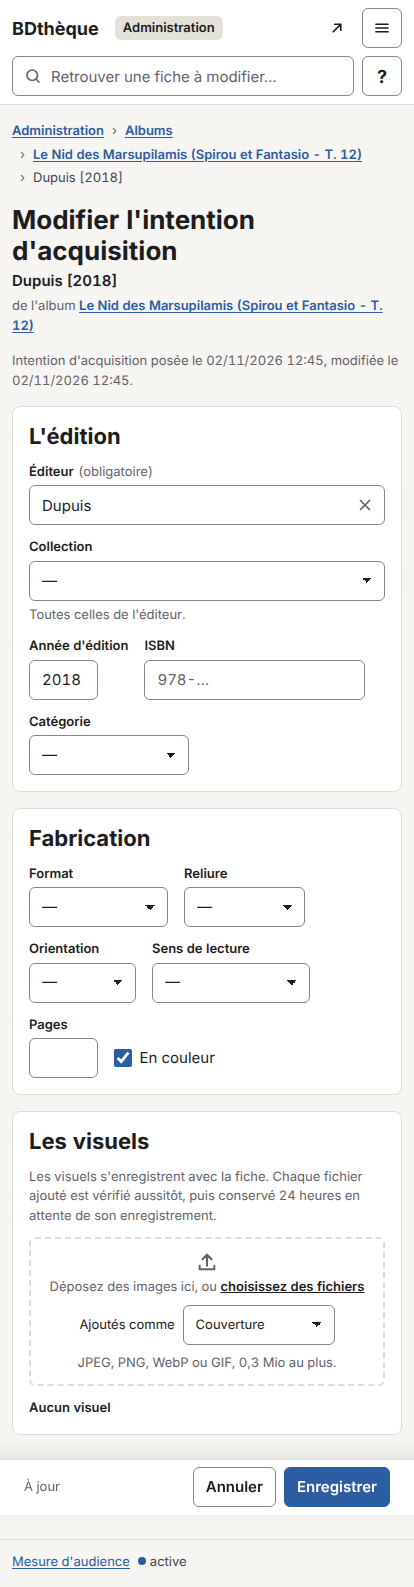 BDthèque Administration
Retrouver une fiche à modifier... ?
Administration › Albums
› Le Nid des Marsupilamis (Spirou et Fantasio - T. 12)
› Dupuis [2018]
Modifier l'intention
d'acquisition
Dupuis [2018]
de l'album Le Nid des Marsupilamis (Spirou et Fantasio - T.
12)
Intention d'acquisition posée le 02/11/2026 12:45, modifiée le
02/11/2026 12:45.
L'édition
Éditeur (obligatoire)
Dupuis
Collection
—
Toutes celles de l'éditeur.
Année d'édition ISBN
2018 978-...
Catégorie
—
Fabrication
Format Reliure
— —
Orientation Sens de lecture
— —
Pages
En couleur
Les visuels
Les visuels s'enregistrent avec la fiche. Chaque fichier
ajouté est vérifié aussitôt, puis conservé 24 heures en
attente de son enregistrement.
Déposez des images ici, ou choisissez des fichiers
Ajoutés comme Couverture
JPEG, PNG, WebP ou GIF, 0,3 Mio au plus.
Aucun visuel
À jour Annuler Enregistrer
Mesure d'audience active